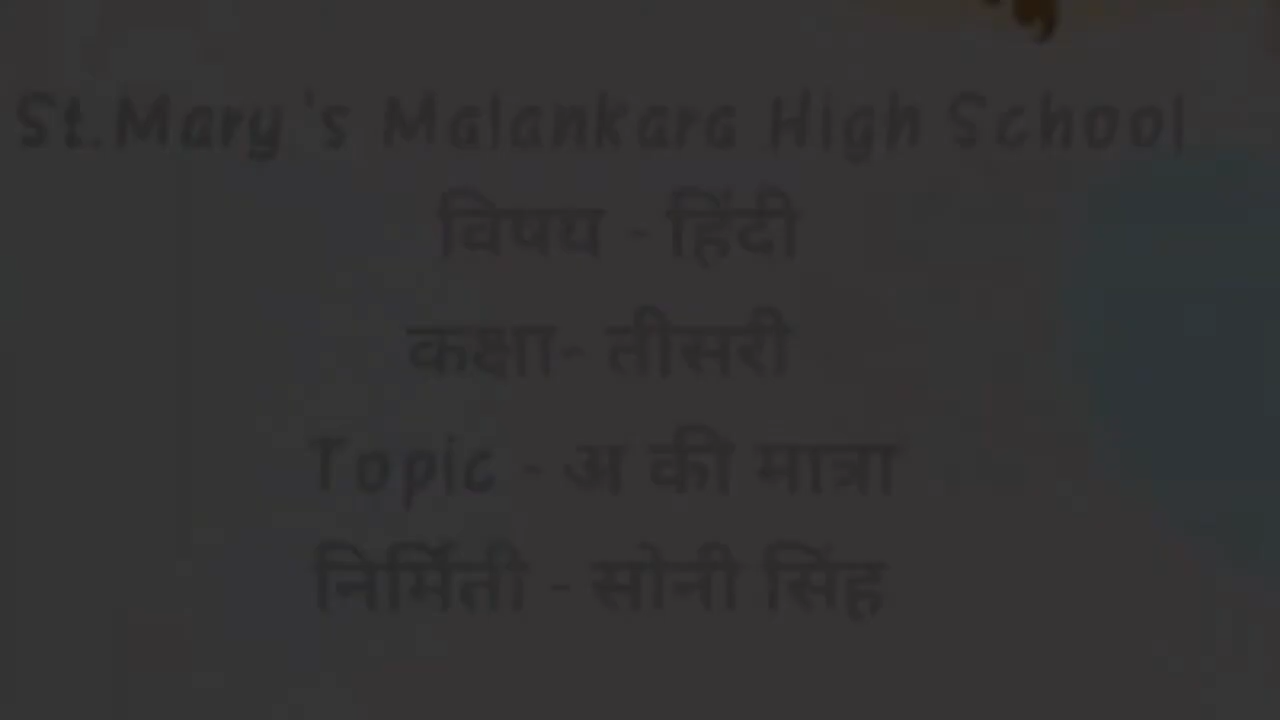 St.Mary's Malankara High School
विषय - हिंदी
कक्षा- तीसरी
Topic - अ की मात्रा
निर्मिती - सोनी सिंह